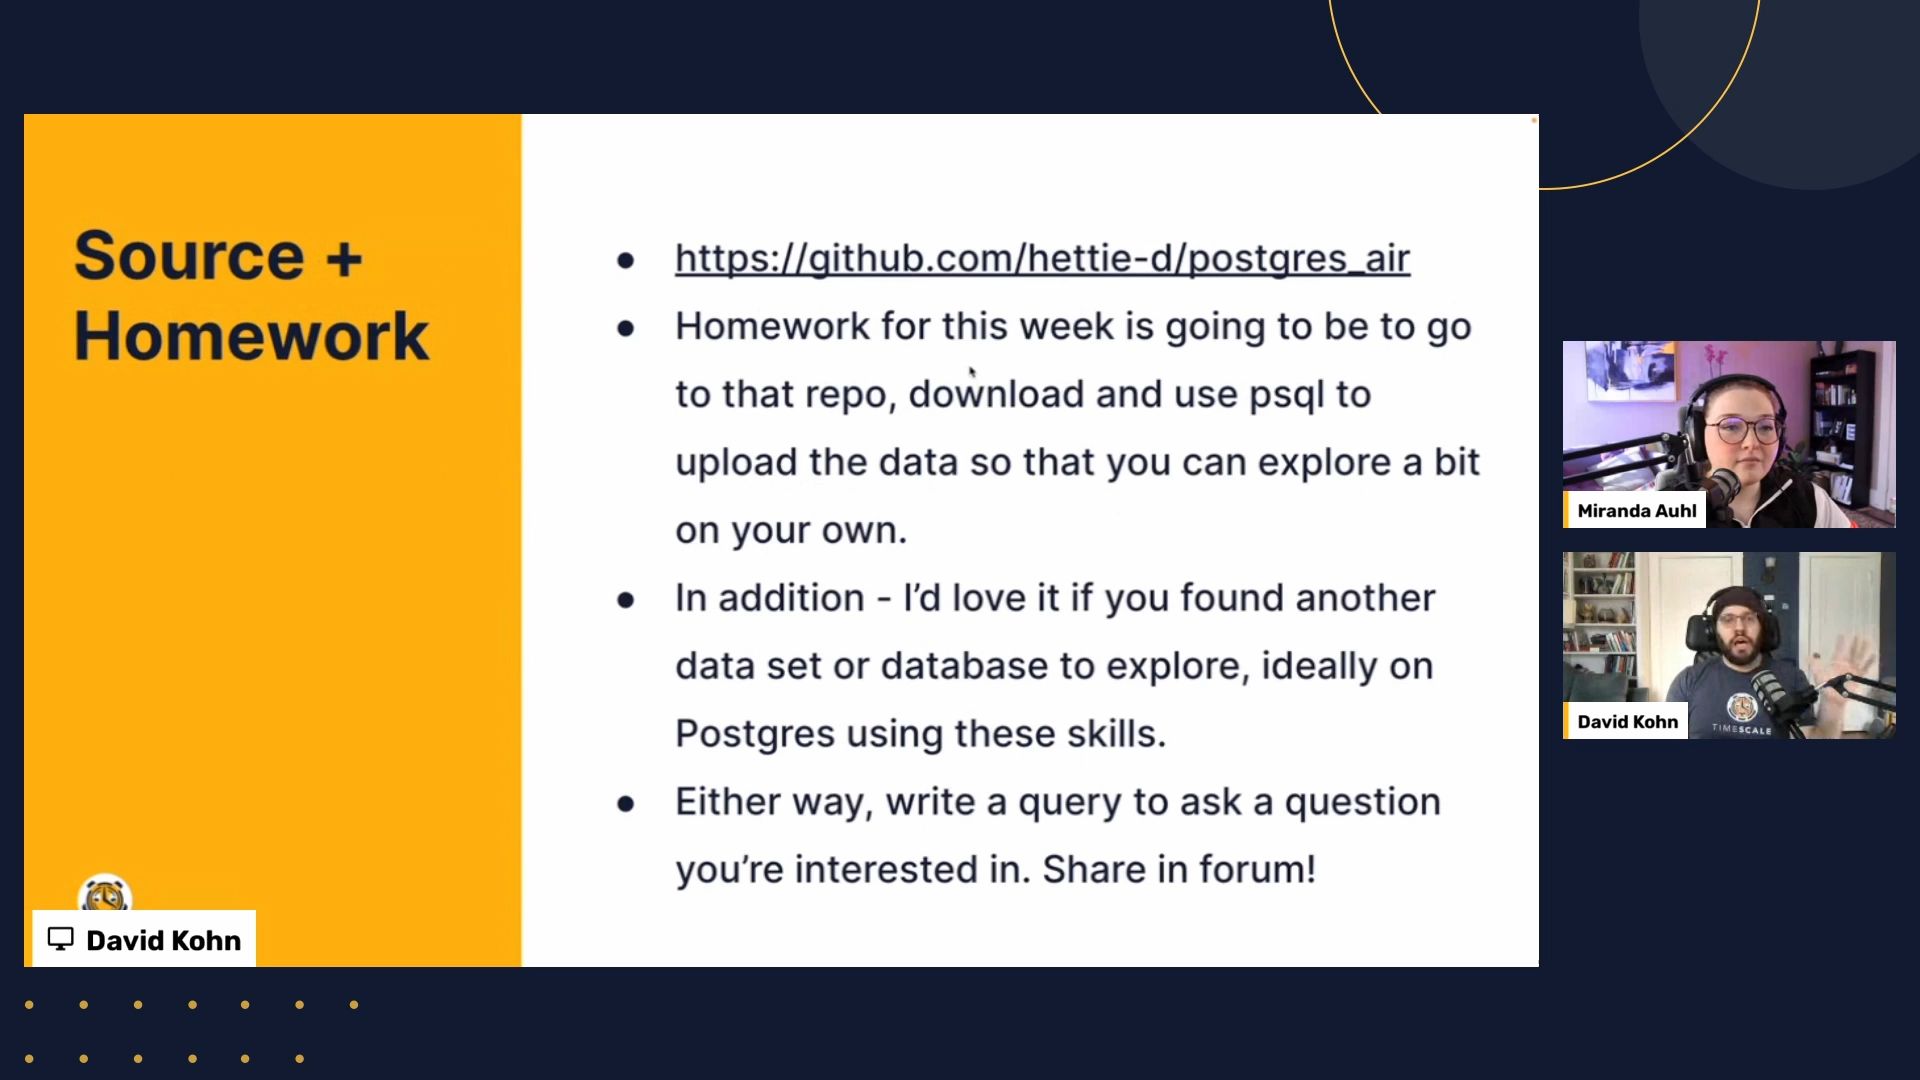 Source +
Homework
https://github.com/hettie-d/postgres_air
Homework for this week is going to be to go
to that repo, download and use psql to
upload the data so that you can explore a bit
on your own.
In addition - I’d love it if you found another
data set or database to explore, ideally on
Postgres using these skills.
Either way, write a query to ask a question
you’re interested in. Share in forum!
David Kohn
Miranda Auhl
David Kohn
TIMESCALE